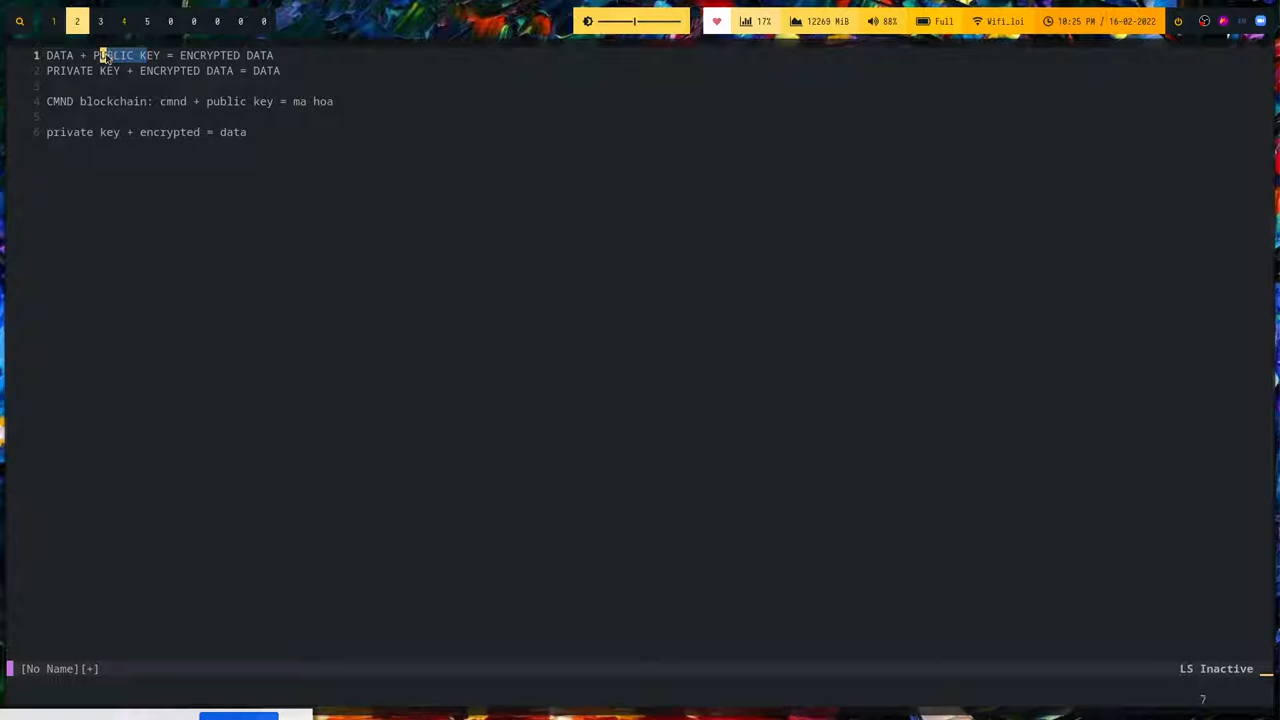 1 2 3 4 5 0 0 0 0 0 17% 12269 MiB 88% Full Wifi_loi 10:25 PM / 16-02-2022
1 DATA + PUBLIC KEY = ENCRYPTED DATA
2 PRIVATE KEY + ENCRYPTED DATA = DATA
3
4 CMND blockchain: cmnd + public key = ma hoa
5
6 private key + encrypted = data
[No Name][+] LS Inactive
7